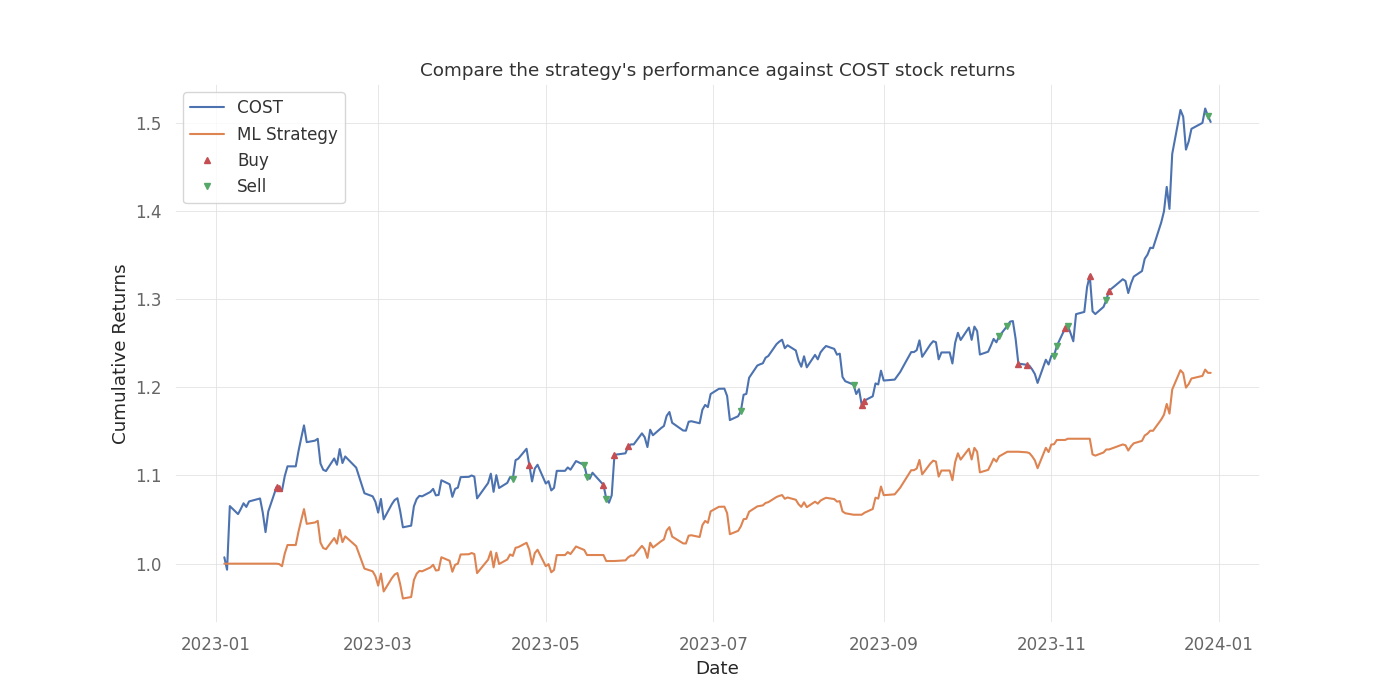 Compare the strategy's performance against COST stock returns
COST
ML Strategy
Buy
Sell
Cumulative Returns
1.5
1.4
1.3
1.2
1.1
1.0
2023-01
2023-03
2023-05
2023-07
2023-09
2023-11
2024-01
Date